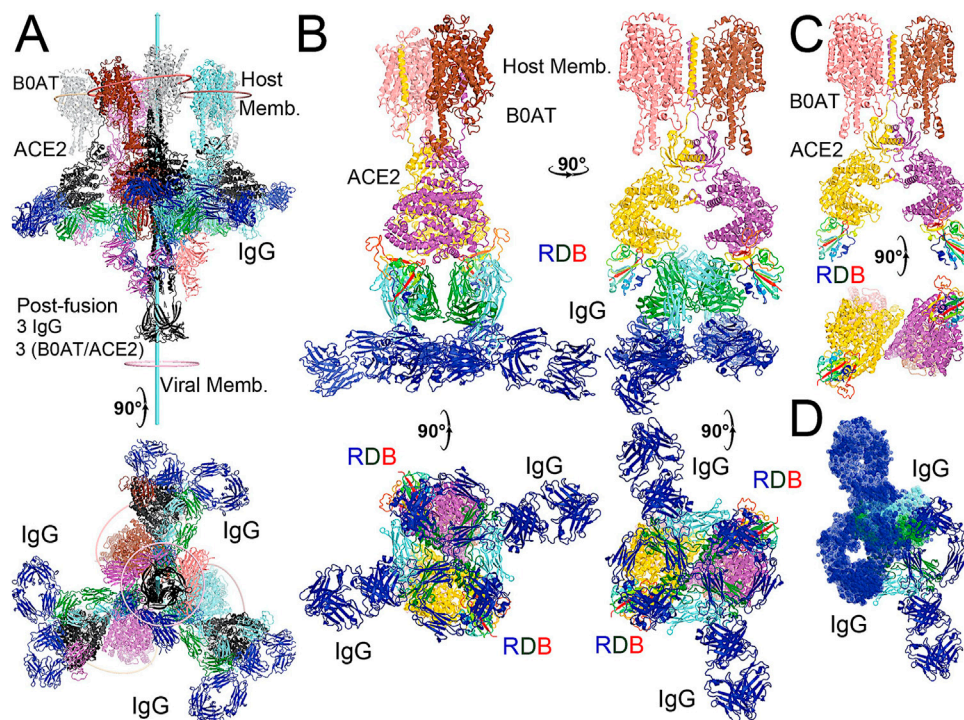 A
B0AT
Host
Memb.
ACE2
IgG
Post-fusion
3 IgG
3 (B0AT/ACE2)
Viral Memb.
90°
IgG
IgG
IgG
B
Host Memb.
B0AT
ACE2
90°
RDB
IgG
90°
RDB
IgG
IgG
RDB
90°
IgG
RDB
RDB
IgG
C
B0AT
ACE2
90°
RDB
D
IgG